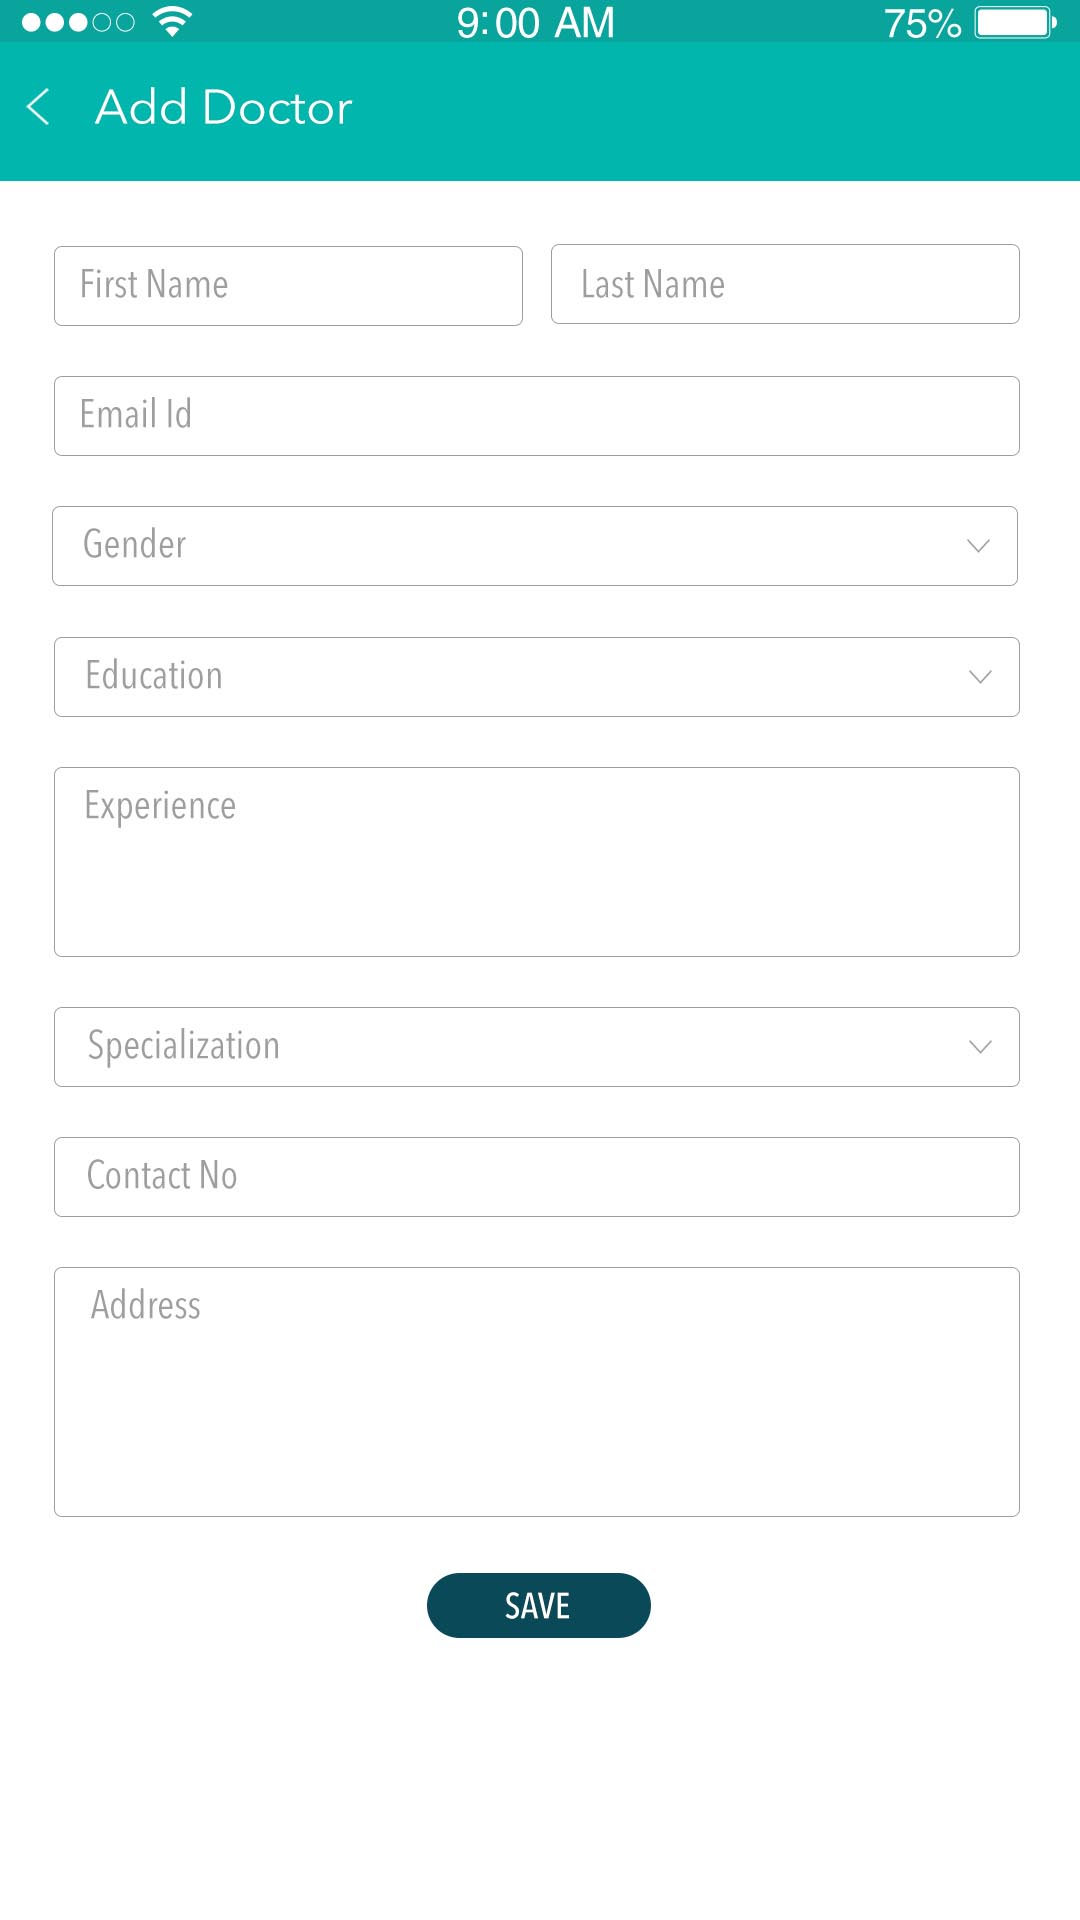 9:00 AM 75%
Add Doctor
First Name Last Name
Email Id
Gender
Education
Experience
Specialization
Contact No
Address
SAVE